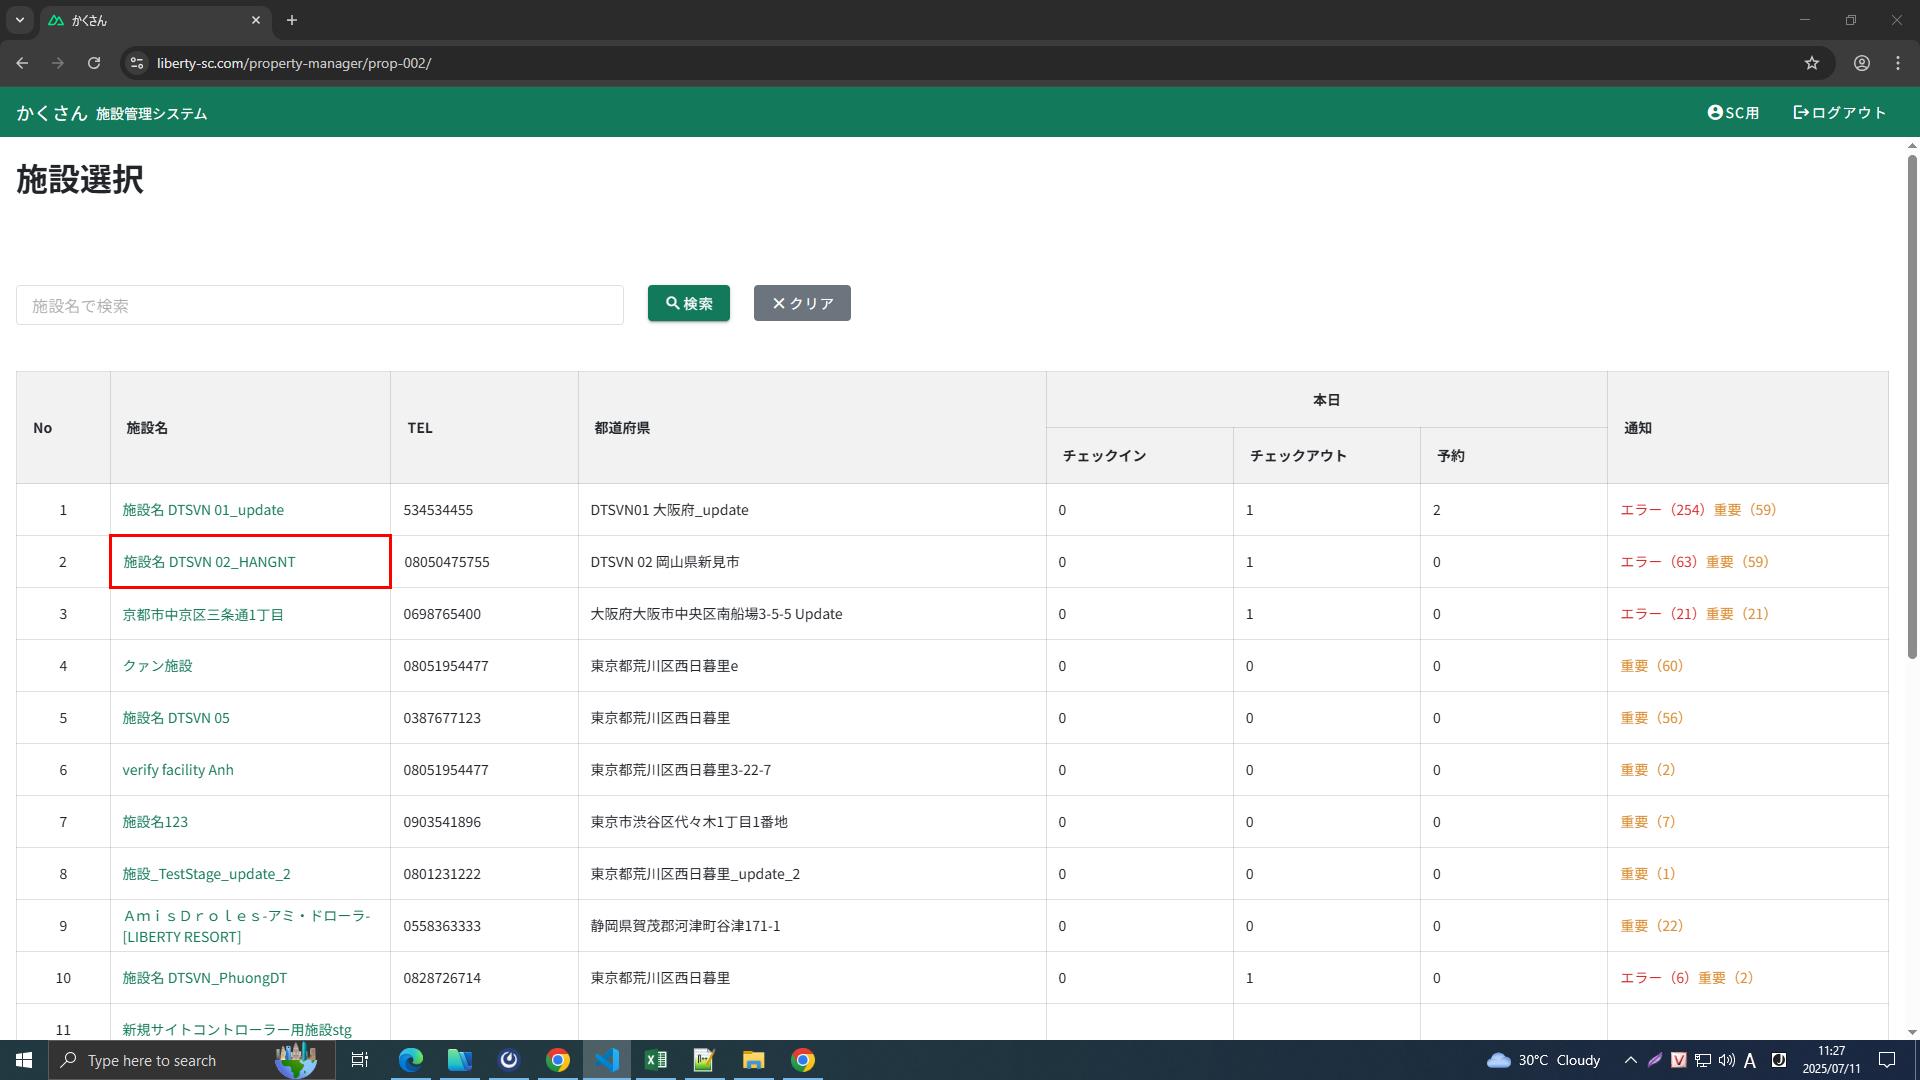 かくさん
liberty-sc.com/property-manager/prop-002/
かくさん 施設管理システム
SC用
ログアウト
施設選択
施設名で検索
検索
クリア
No
施設名
TEL
都道府県
本日
通知
チェックイン
チェックアウト
予約
1 施設名 DTSVN 01_update 534534455 DTSVN01 大阪府_update 0 1 2 エラー（254）重要（59）
2 施設名 DTSVN 02_HANGNT 08050475755 DTSVN 02 岡山県新見市 0 1 0 エラー（63）重要（59）
3 京都市中京区三条通1丁目 0698765400 大阪府大阪市中央区南船場3-5-5 Update 0 1 0 エラー（21）重要（21）
4 クァン施設 08051954477 東京都荒川区西日暮里e 0 0 0 重要（60）
5 施設名 DTSVN 05 0387677123 東京都荒川区西日暮里 0 0 0 重要（56）
6 verify facility Anh 08051954477 東京都荒川区西日暮里3-22-7 0 0 0 重要（2）
7 施設名123 0903541896 東京市渋谷区代々木1丁目1番地 0 0 0 重要（7）
8 施設_TestStage_update_2 0801231222 東京都荒川区西日暮里_update_2 0 0 0 重要（1）
ＡｍｉｓＤｒｏｌｅｓ-アミ・ドローラ-
9 [LIBERTY RESORT] 0558363333 静岡県賀茂郡河津町谷津171-1 0 0 0 重要（22）
10 施設名 DTSVN_PhuongDT 0828726714 東京都荒川区西日暮里 0 1 0 エラー（6）重要（2）
11 新規サイトコントローラー用施設stg
Type here to search
30°C Cloudy
A
11:27
2025/07/11